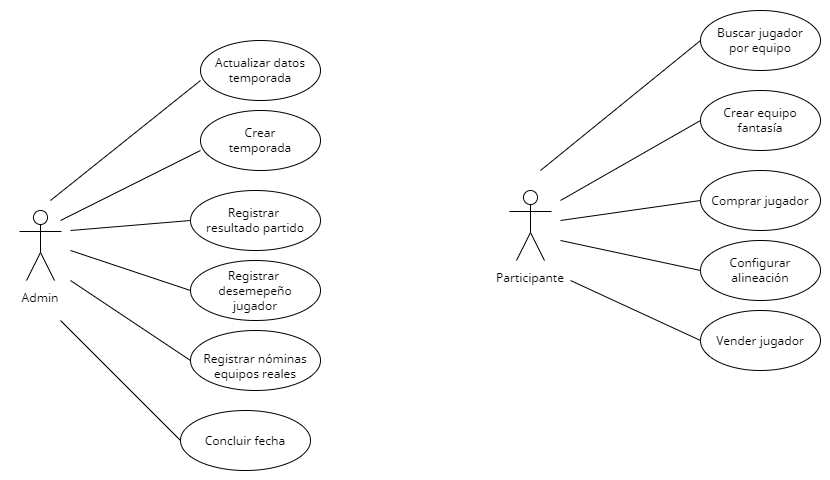 Actualizar datos
temporada
Crear
temporada
Registrar
resultado partido
Registrar
desemepeño
jugador
Registrar nóminas
equipos reales
Concluir fecha
Admin
Buscar jugador
por equipo
Crear equipo
fantasía
Comprar jugador
Configurar
alineación
Vender jugador
Participante